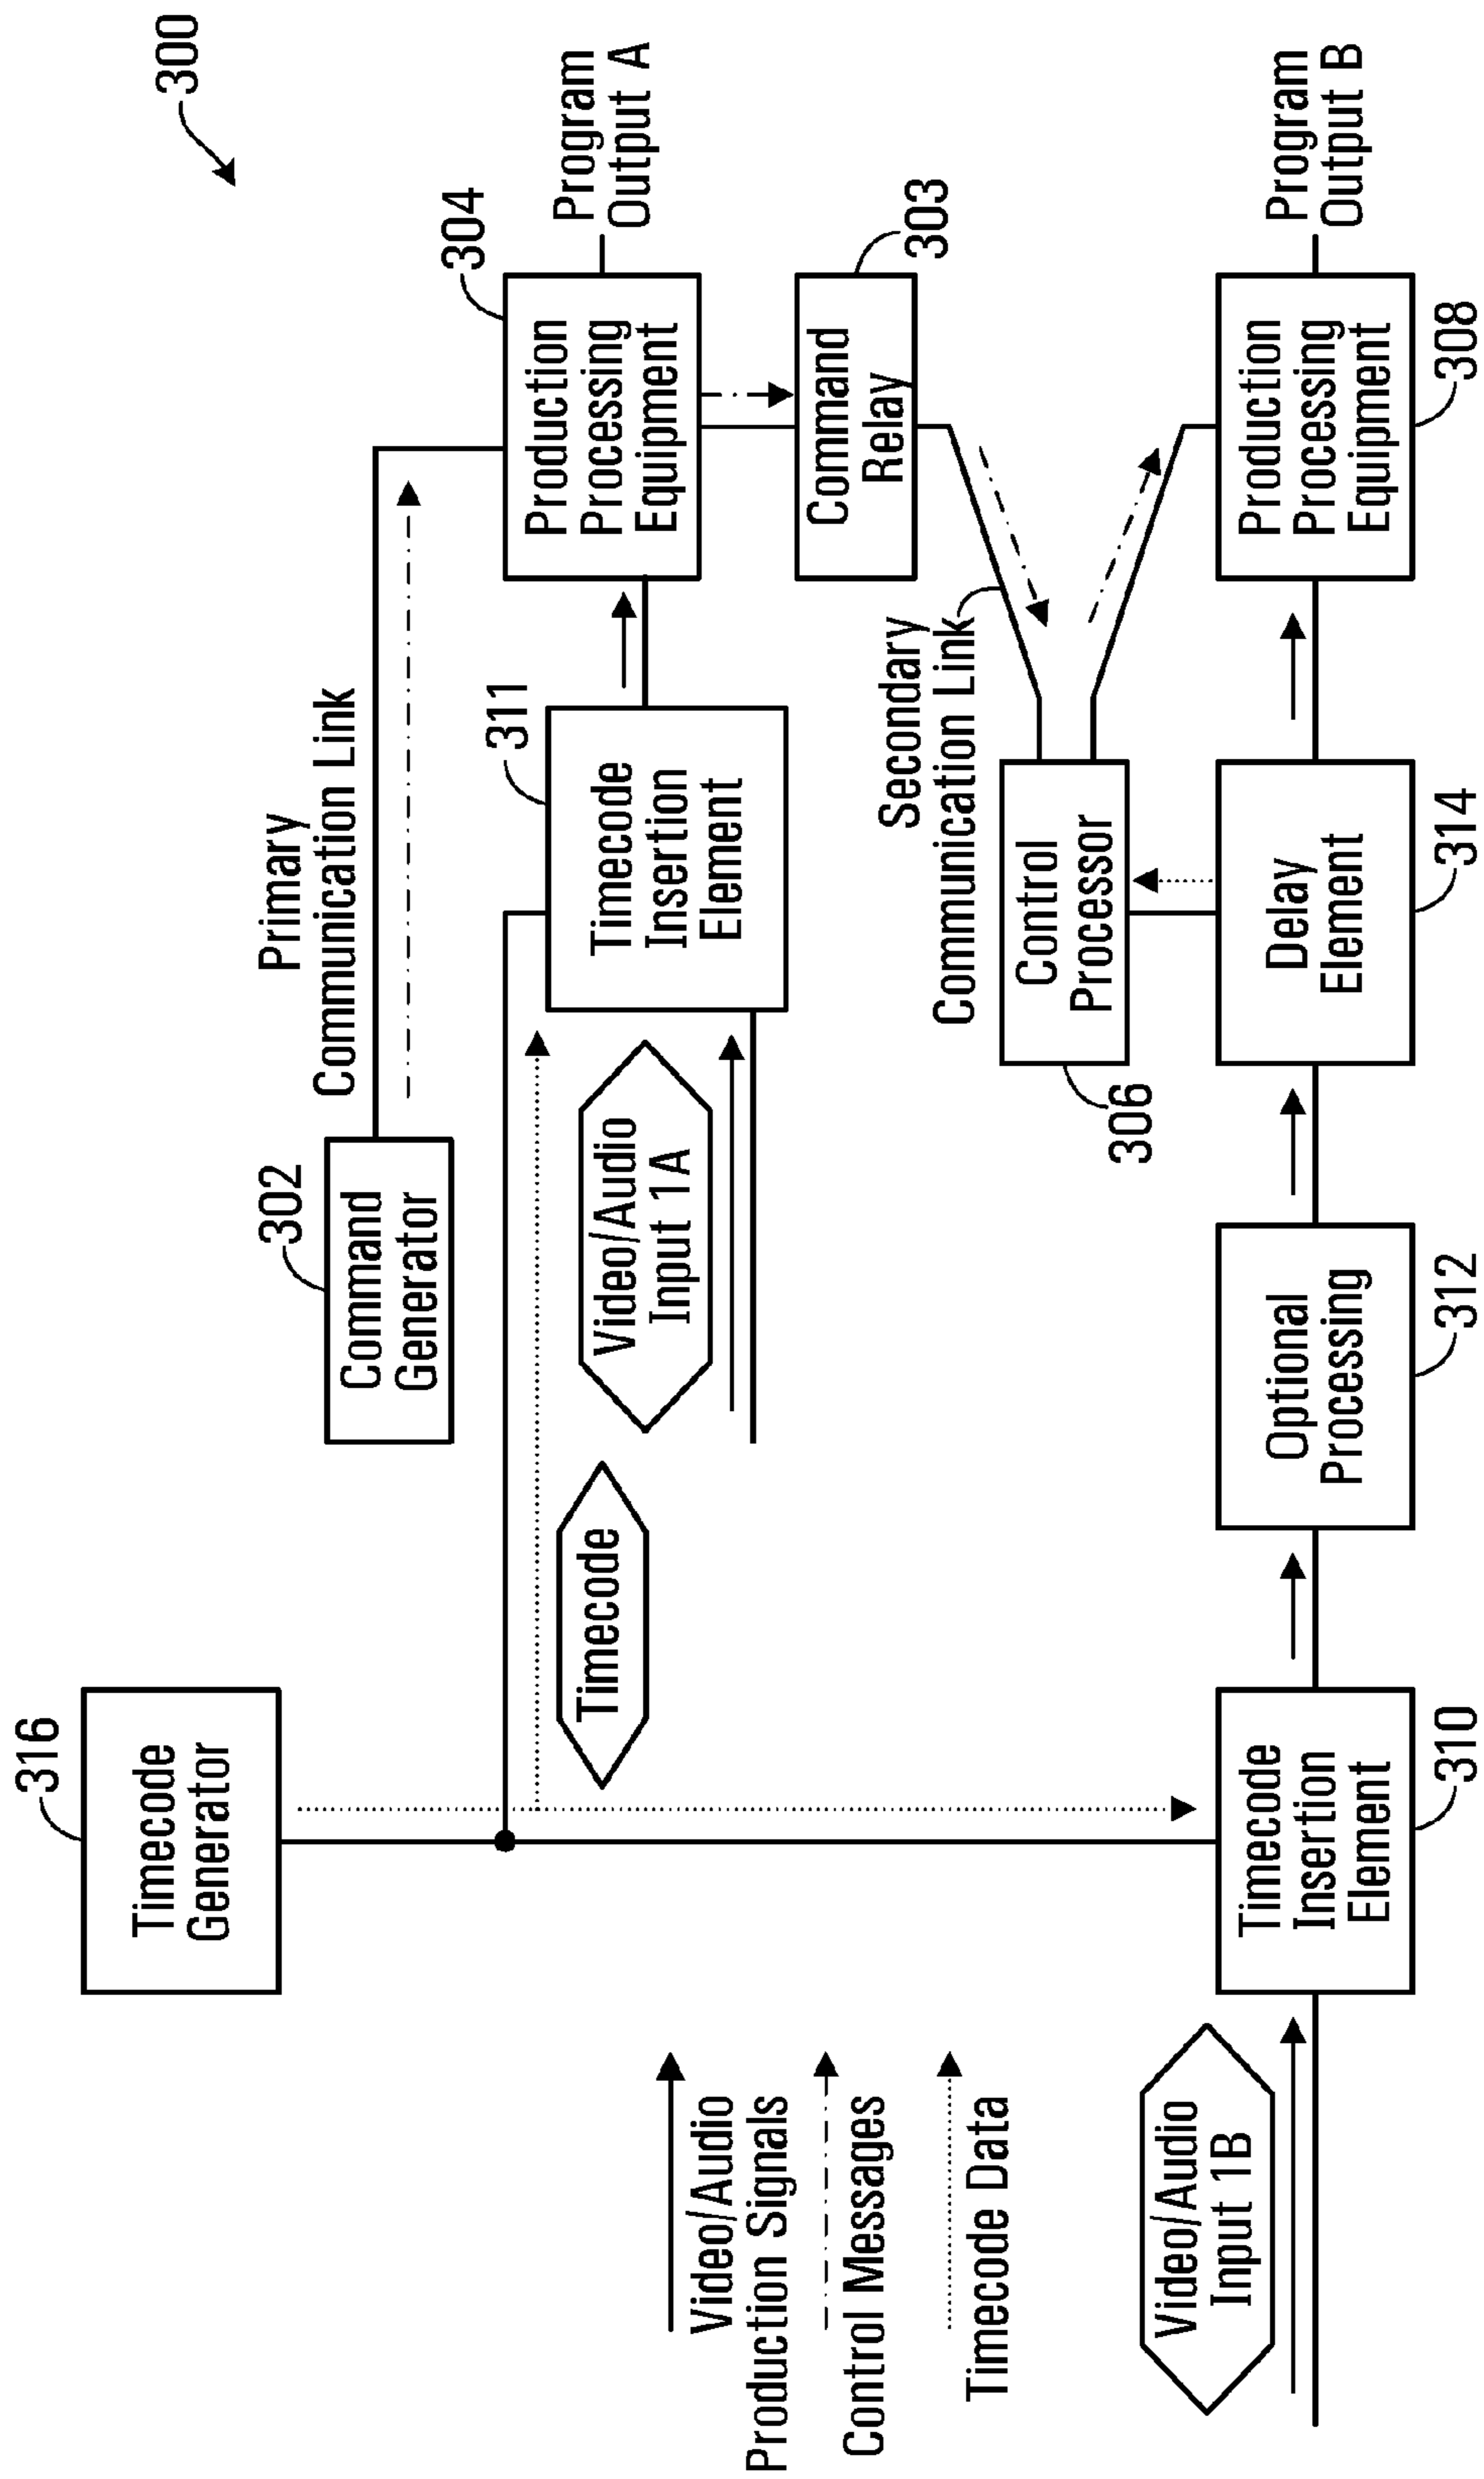 300
316
Timecode
Generator
302
Command
Generator
Primary
Communication Link
304
Production
Processing
Equipment
Program
Output A
Timecode
Video/Audio
Input 1A
311
Timecode
Insertion
Element
Command
Relay
303
Secondary
Communication Link
Control
Processor
306
Video/Audio
Production Signals
Control Messages
Timecode Data
Video/Audio
Input 1B
Timecode
Insertion
Element
310
Optional
Processing
312
Delay
Element
314
Production
Processing
Equipment
308
Program
Output B